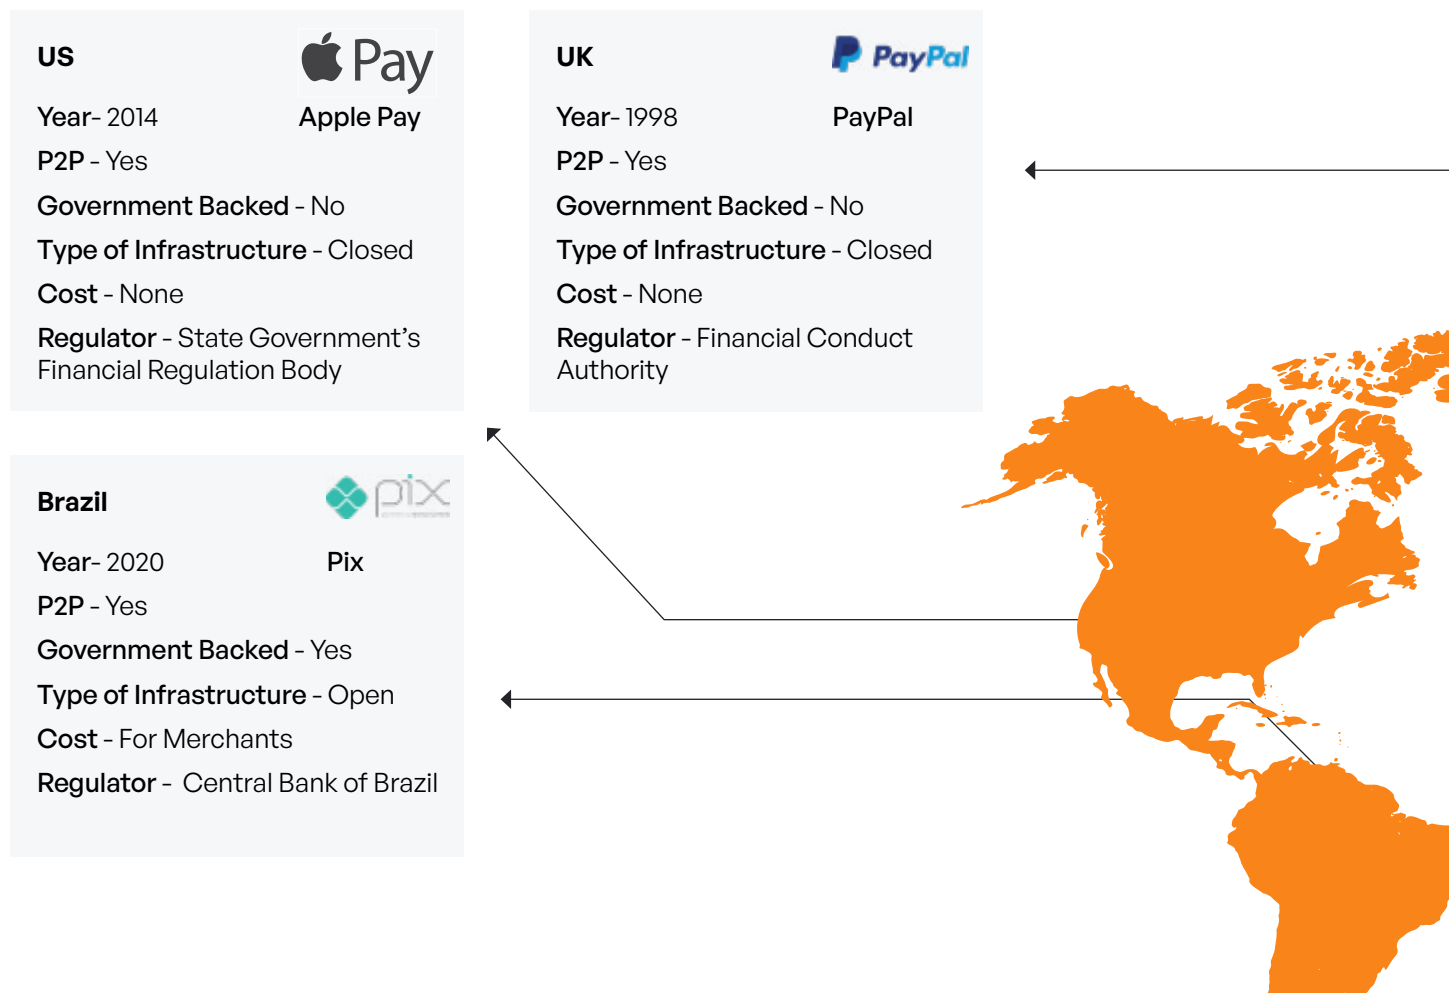 US
Pay
Year- 2014
Apple Pay
P2P - Yes
Government Backed - No
Type of Infrastructure - Closed
Cost - None
Regulator - State Government’s
Financial Regulation Body
UK
PayPal
Year- 1998
PayPal
P2P - Yes
Government Backed - No
Type of Infrastructure - Closed
Cost - None
Regulator - Financial Conduct
Authority
Brazil
pix
Year- 2020
Pix
P2P - Yes
Government Backed - Yes
Type of Infrastructure - Open
Cost - For Merchants
Regulator - Central Bank of Brazil